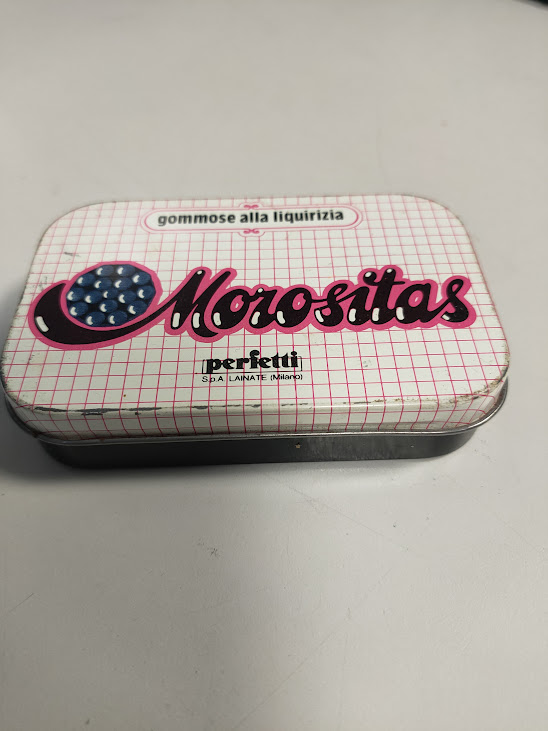 gommose alla liquirizia
Morositas
perfetti
S.p.A. LAINATE (Milano)